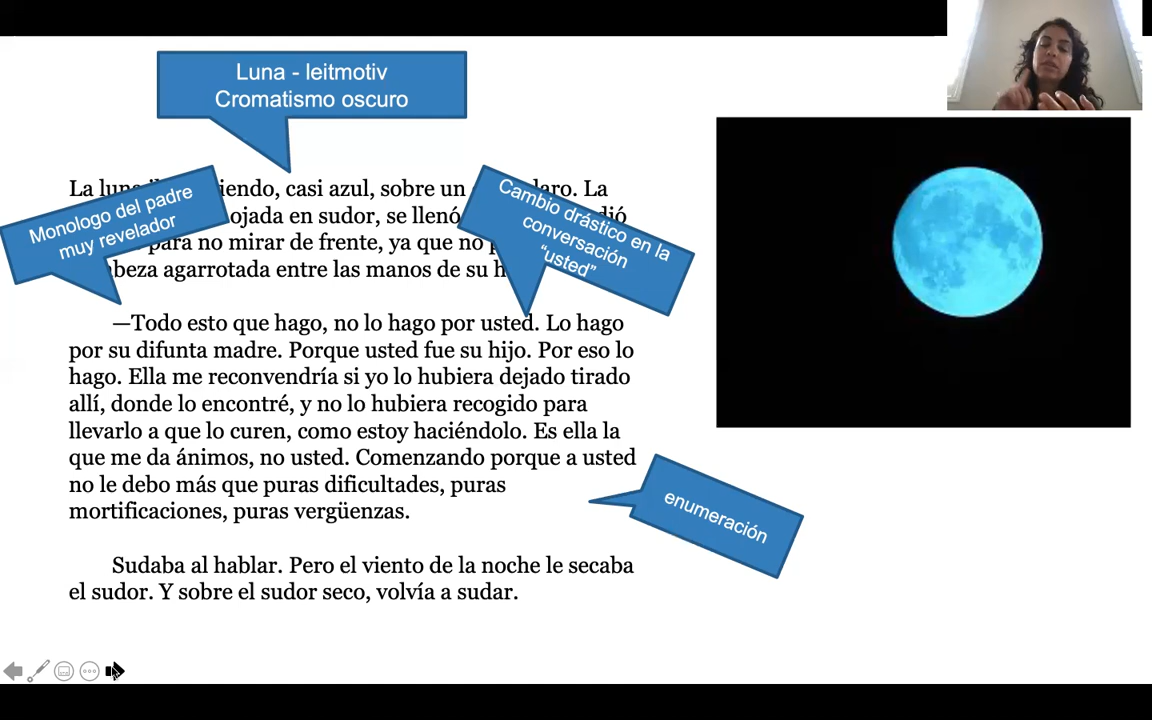 Luna - leitmotiv
Cromatismo oscuro
Monologo del padre
muy revelador
Cambio drástico en la
conversación
“usted”
La luna iendo, casi azul, sobre un laro. La
ojada en sudor, se llenó dió
para no mirar de frente, ya que no
beza agarrotada entre las manos de su h
—Todo esto que hago, no lo hago por usted. Lo hago
por su difunta madre. Porque usted fue su hijo. Por eso lo
hago. Ella me reconvendría si yo lo hubiera dejado tirado
allí, donde lo encontré, y no lo hubiera recogido para
llevarlo a que lo curen, como estoy haciéndolo. Es ella la
que me da ánimos, no usted. Comenzando porque a usted
no le debo más que puras dificultades, puras
mortificaciones, puras vergüenzas.
enumeración
Sudaba al hablar. Pero el viento de la noche le secaba
el sudor. Y sobre el sudor seco, volvía a sudar.